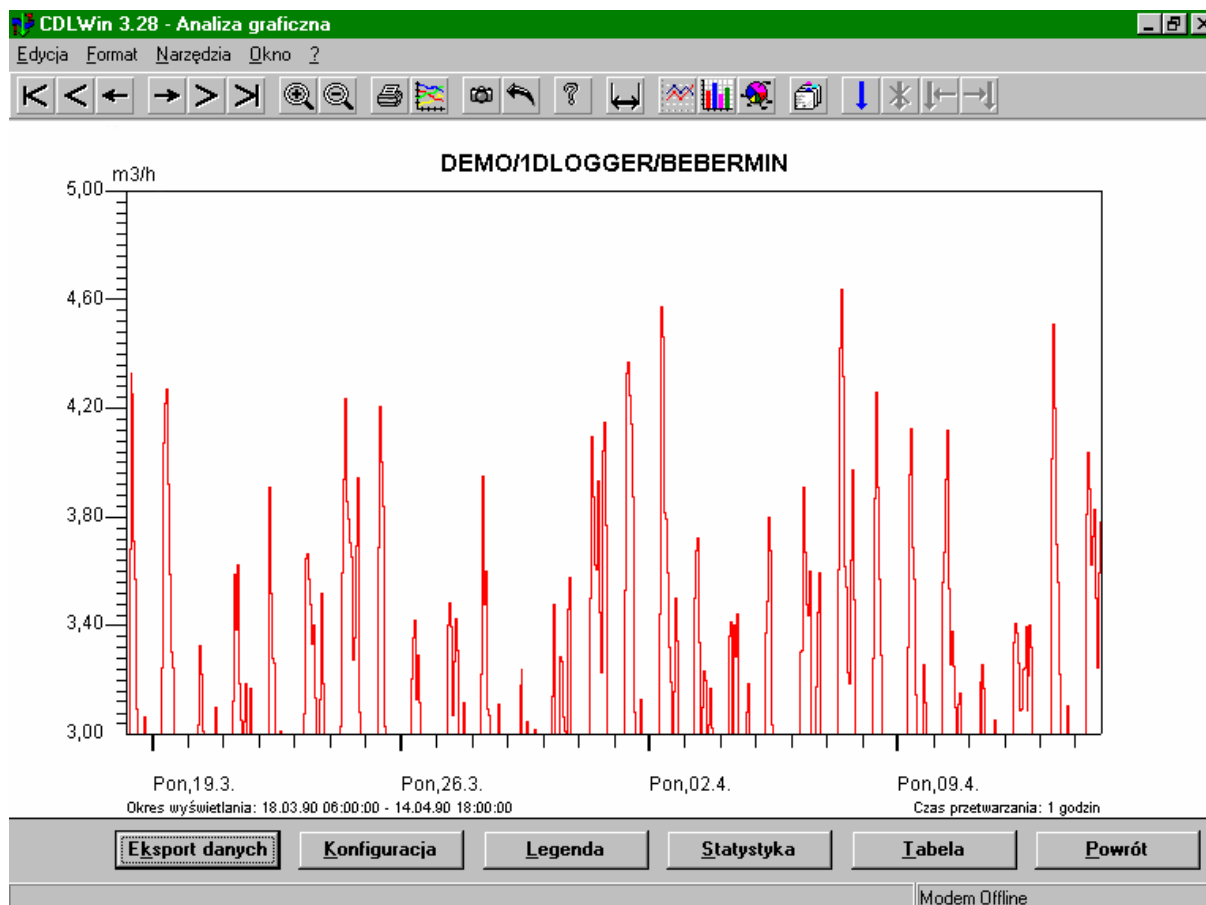 CDLWin 3.28 - Analiza graficzna
Edycja Format Narzędzia Okno ?
DEMO/1DLOGGER/BEBERMIN
m3/h
5,00
4,60
4,20
3,80
3,40
3,00
Pon,19.3. Pon,26.3. Pon,02.4. Pon,09.4.
Okres wyświetlania: 18.03.90 06:00:00 - 14.04.90 18:00:00 Czas przetwarzania: 1 godzin
Eksport danych Konfiguracja Legenda Statystyka Tabela Powrót
Modem Offline